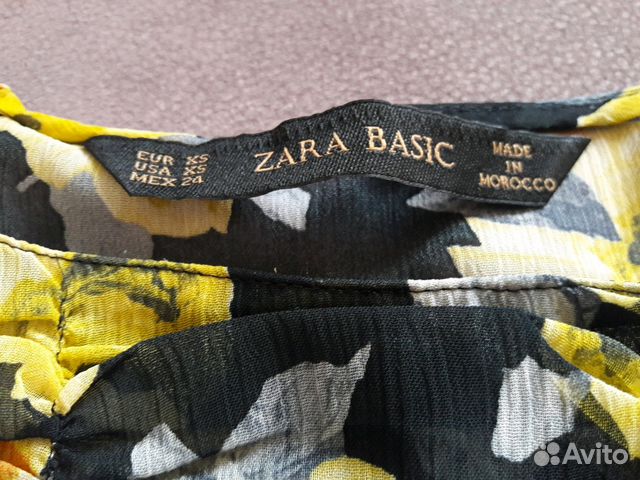 EUR XS
USA XS
MEX 24
ZARA BASIC
MADE
IN
MOROCCO
Avito